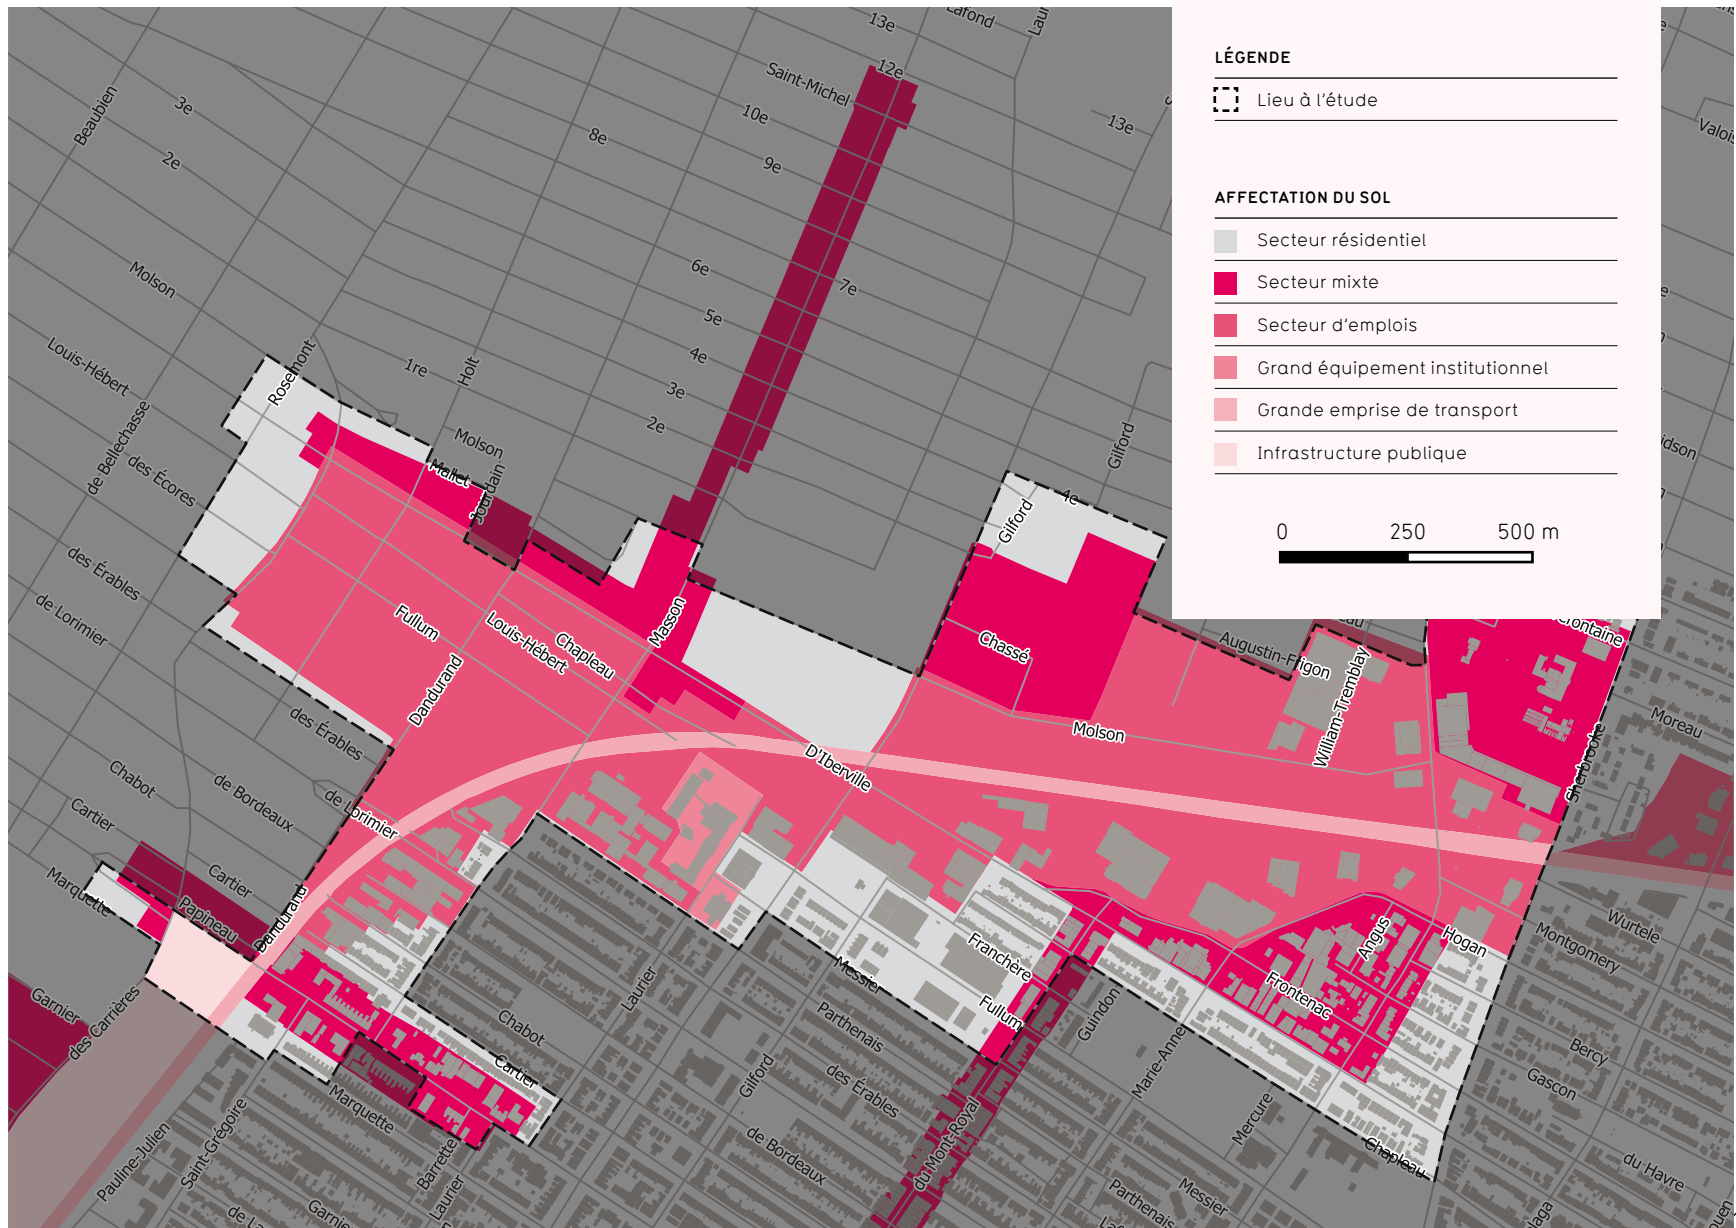 LÉGENDE
Lieu à l'étude
AFFECTATION DU SOL
Secteur résidentiel
Secteur mixte
Secteur d'emplois
Grand équipement institutionnel
Grande emprise de transport
Infrastructure publique
0 250 500 m
13e
Lafond
12e
Saint-Michel
10e
13e
Beaubien
3e
8e
9e
2e
Valois
6e
7e
Molson
5e
4e
Louis-Hébert
Rosemont
1re
Holt
3e
2e
de Bellechasse
Molson
Gilford
des Écores
Mallet
Jourdain
4e
Gilford
des Érables
de Lorimier
Fullum
Louis-Hébert
Chapleau
Masson
Chassé
Augustin-Frigon
William-Tremblay
Dandurand
des Érables
Molson
Moreau
Sherbrooke
D'Iberville
Chabot
de Bordeaux
de Lorimier
Cartier
Cartier
Marquette
Papineau
Dandurand
Garnier
des Carrières
Laurier
Messier
Franchère
Fullum
Guindon
Angus
Hogan
Frontenac
Montgomery
Wurtele
Chabot
Cartier
Parthenais
des Érables
Gilford
Marie-Anne
Bercy
Gascon
Marquette
Saint-Grégoire
Pauline-Julien
Barrette
Laurier
de Bordeaux
du Mont-Royal
Mercure
Chapleau
du Havre
Messier
Parthenais